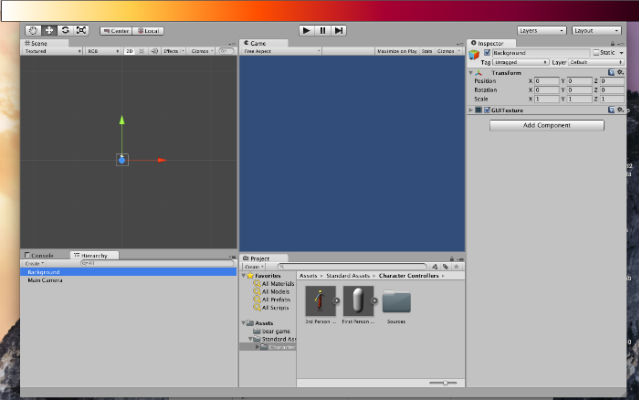 Center Local
Layers
Layout
Scene
Textured
RGB
2D
Effects
Gizmos
Game
Free Aspect
Maximize on Play
Stats
Gizmos
Inspector
Background
Static
Tag Untagged
Layer Default
Transform
Position X 0 Y 0 Z 0
Rotation X 0 Y 0 Z 0
Scale X 1 Y 1 Z 1
GUITexture
Add Component
Console
Hierarchy
Create
All
Background
Main Camera
Project
Create
Favorites
All Materials
All Models
All Prefabs
All Scripts
Assets
bear game
Standard Ass
Character
Assets Standard Assets Character Controllers
3rd Person ...
First Person ...
Sources